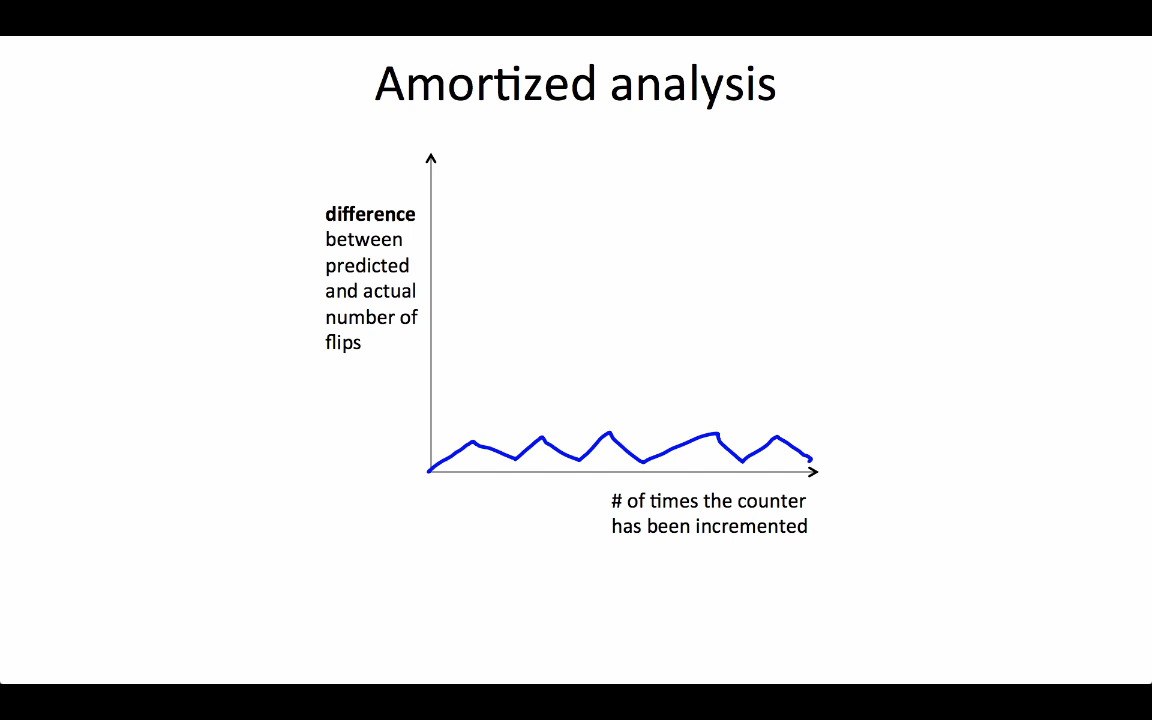 Amortized analysis
difference
between
predicted
and actual
number of
flips
# of times the counter
has been incremented